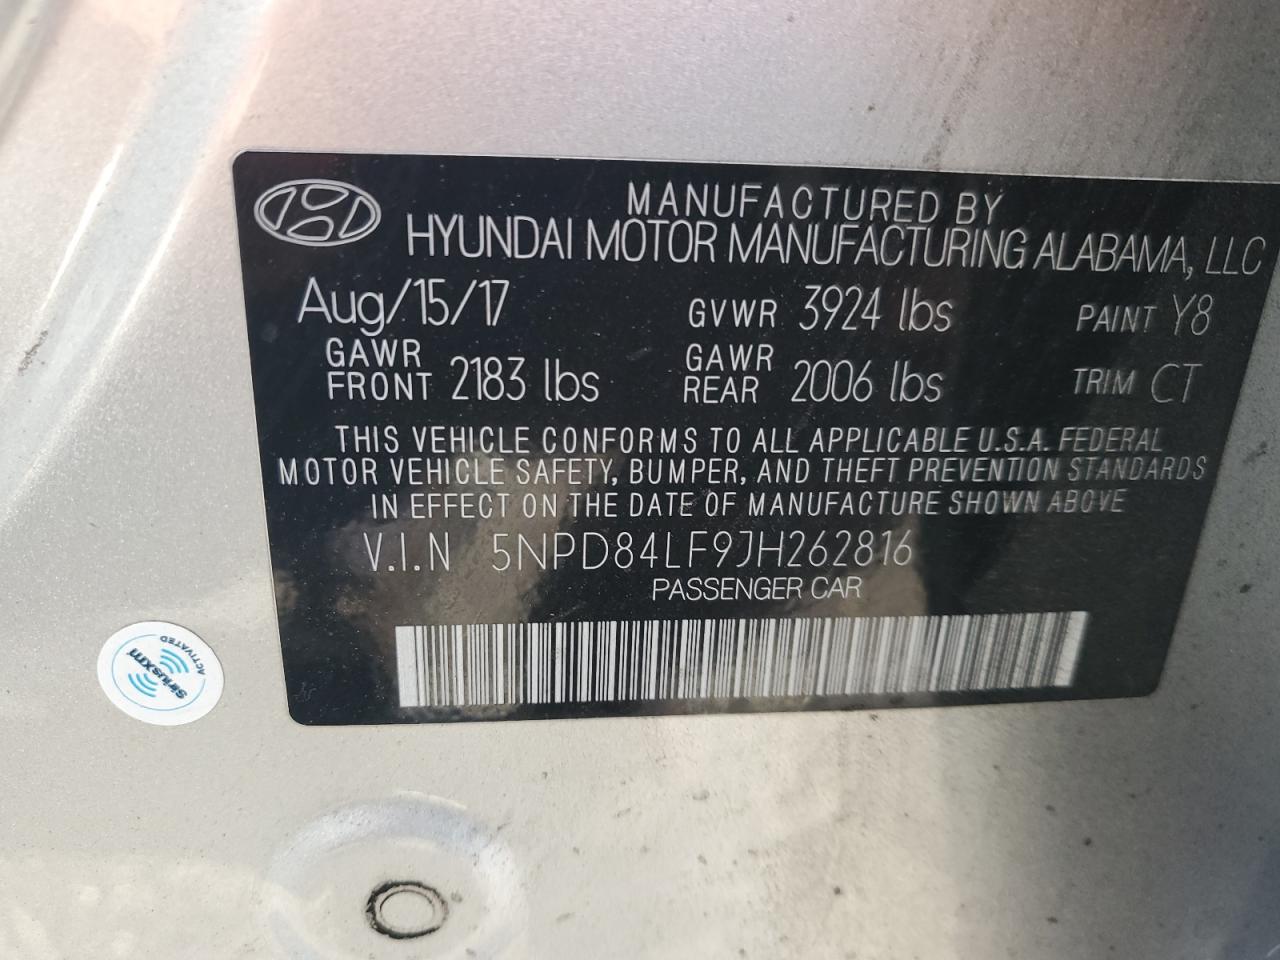 MANUFACTURED BY
HYUNDAI MOTOR MANUFACTURING ALABAMA, LLC
Aug/15/17 GVWR 3924 lbs PAINT Y8
GAWR FRONT 2183 lbs GAWR REAR 2006 lbs TRIM CT
THIS VEHICLE CONFORMS TO ALL APPLICABLE U.S.A. FEDERAL
MOTOR VEHICLE SAFETY, BUMPER, AND THEFT PREVENTION STANDARDS
IN EFFECT ON THE DATE OF MANUFACTURE SHOWN ABOVE
V.I.N 5NPD84LF9JH262816
PASSENGER CAR
siriusxm
ACTIVATED